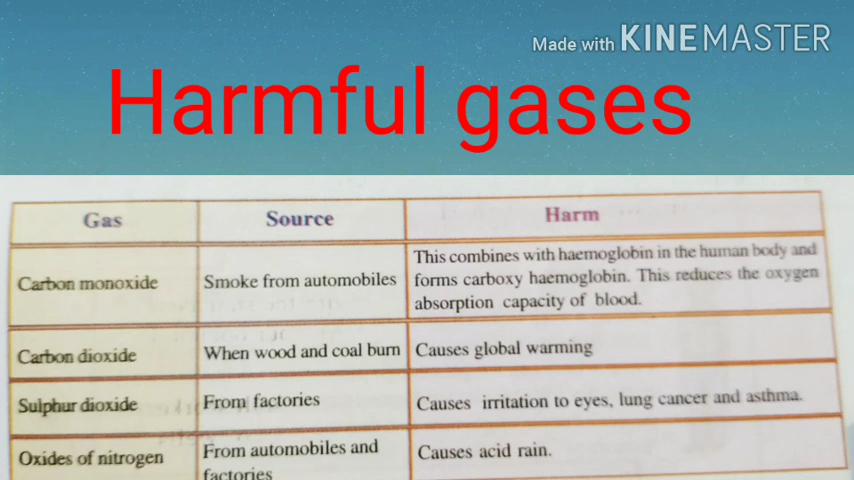 Made with KINEMASTER
Harmful gases
Gas Source Harm
Carbon monoxide
Smoke from automobiles
This combines with haemoglobin in the human body and
forms carboxy haemoglobin. This reduces the oxygen
absorption capacity of blood.
Carbon dioxide
When wood and coal burn
Causes global warming
Sulphur dioxide
From factories
Causes irritation to eyes, lung cancer and asthma.
Oxides of nitrogen
From automobiles and
factories
Causes acid rain.